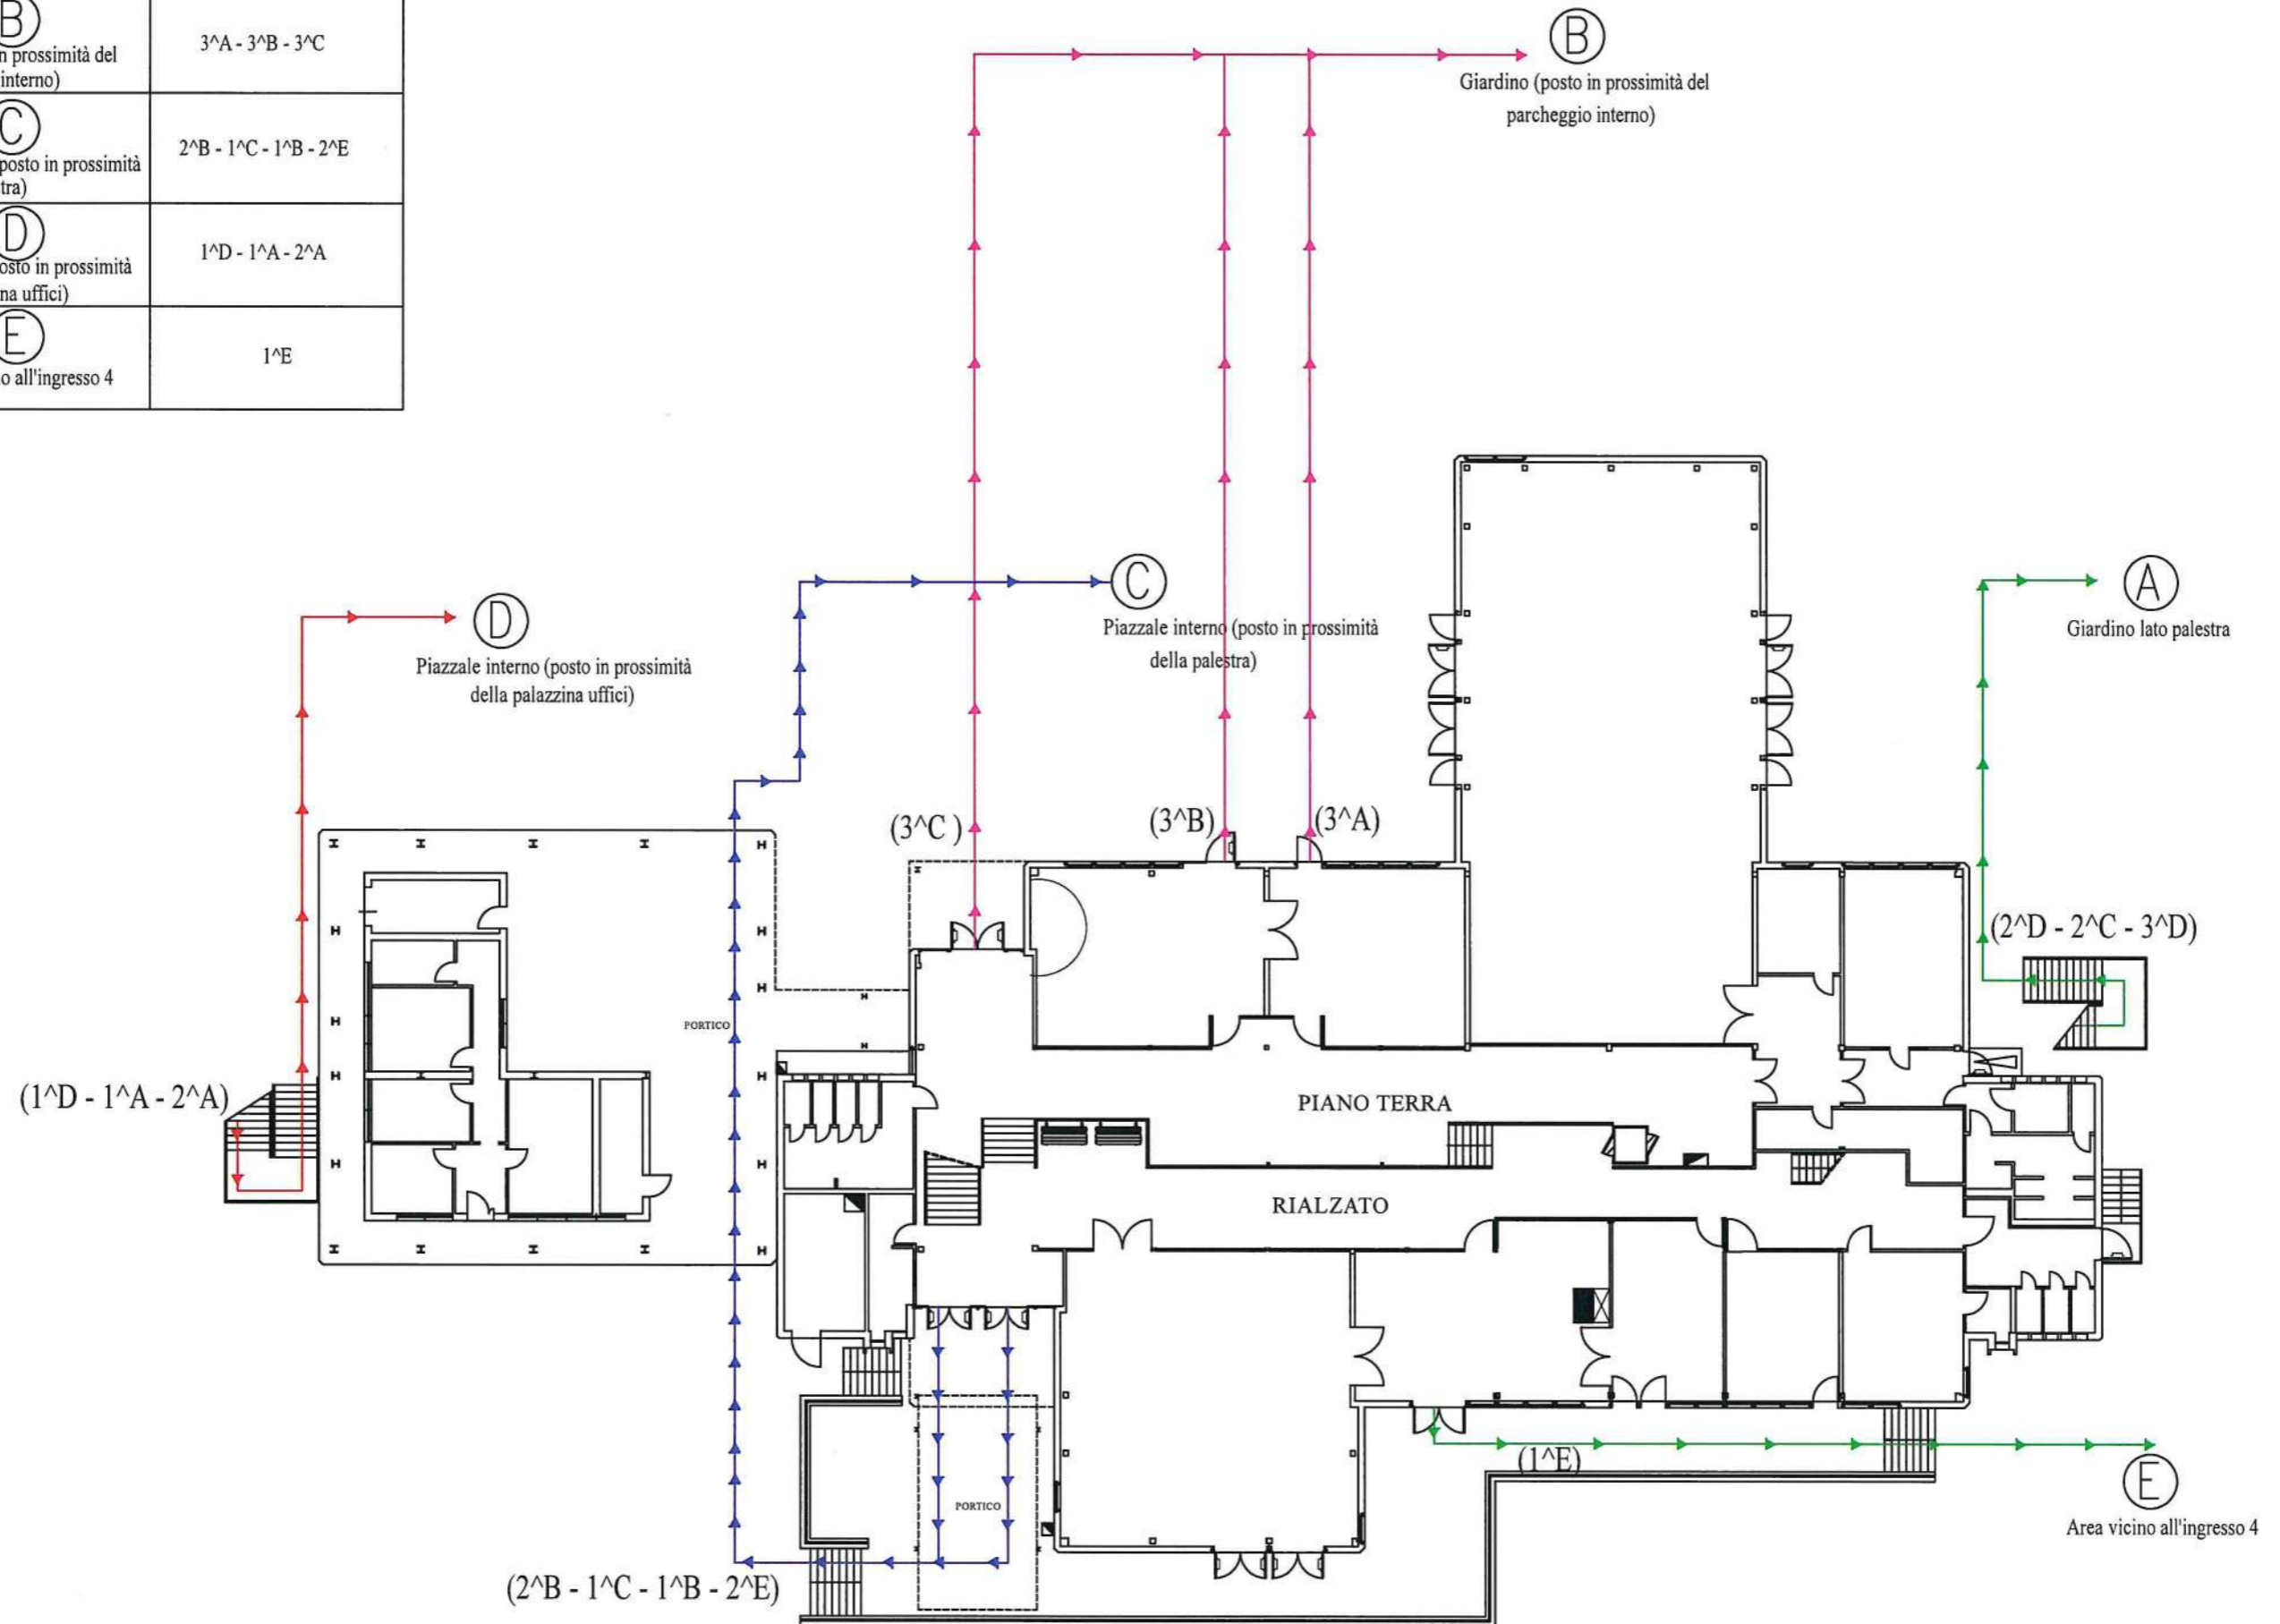 B
prossimità del
interno)
3^A - 3^B - 3^C
C
posto in prossimità
2^B - 1^C - 1^B - 2^E
D
in prossimità
uffici)
1^D - 1^A - 2^A
E
all'ingresso 4
1^E
B
Giardino (posto in prossimità del
parcheggio interno)
C
Piazzale interno (posto in prossimità
della palestra)
A
Giardino lato palestra
D
Piazzale interno (posto in prossimità
della palazzina uffici)
(3^C )
(3^B)
(3^A)
(2^D - 2^C - 3^D)
PORTICO
(1^D - 1^A - 2^A)
PIANO TERRA
RIALZATO
(1^E)
E
Area vicino all'ingresso 4
PORTICO
(2^B - 1^C - 1^B - 2^E)